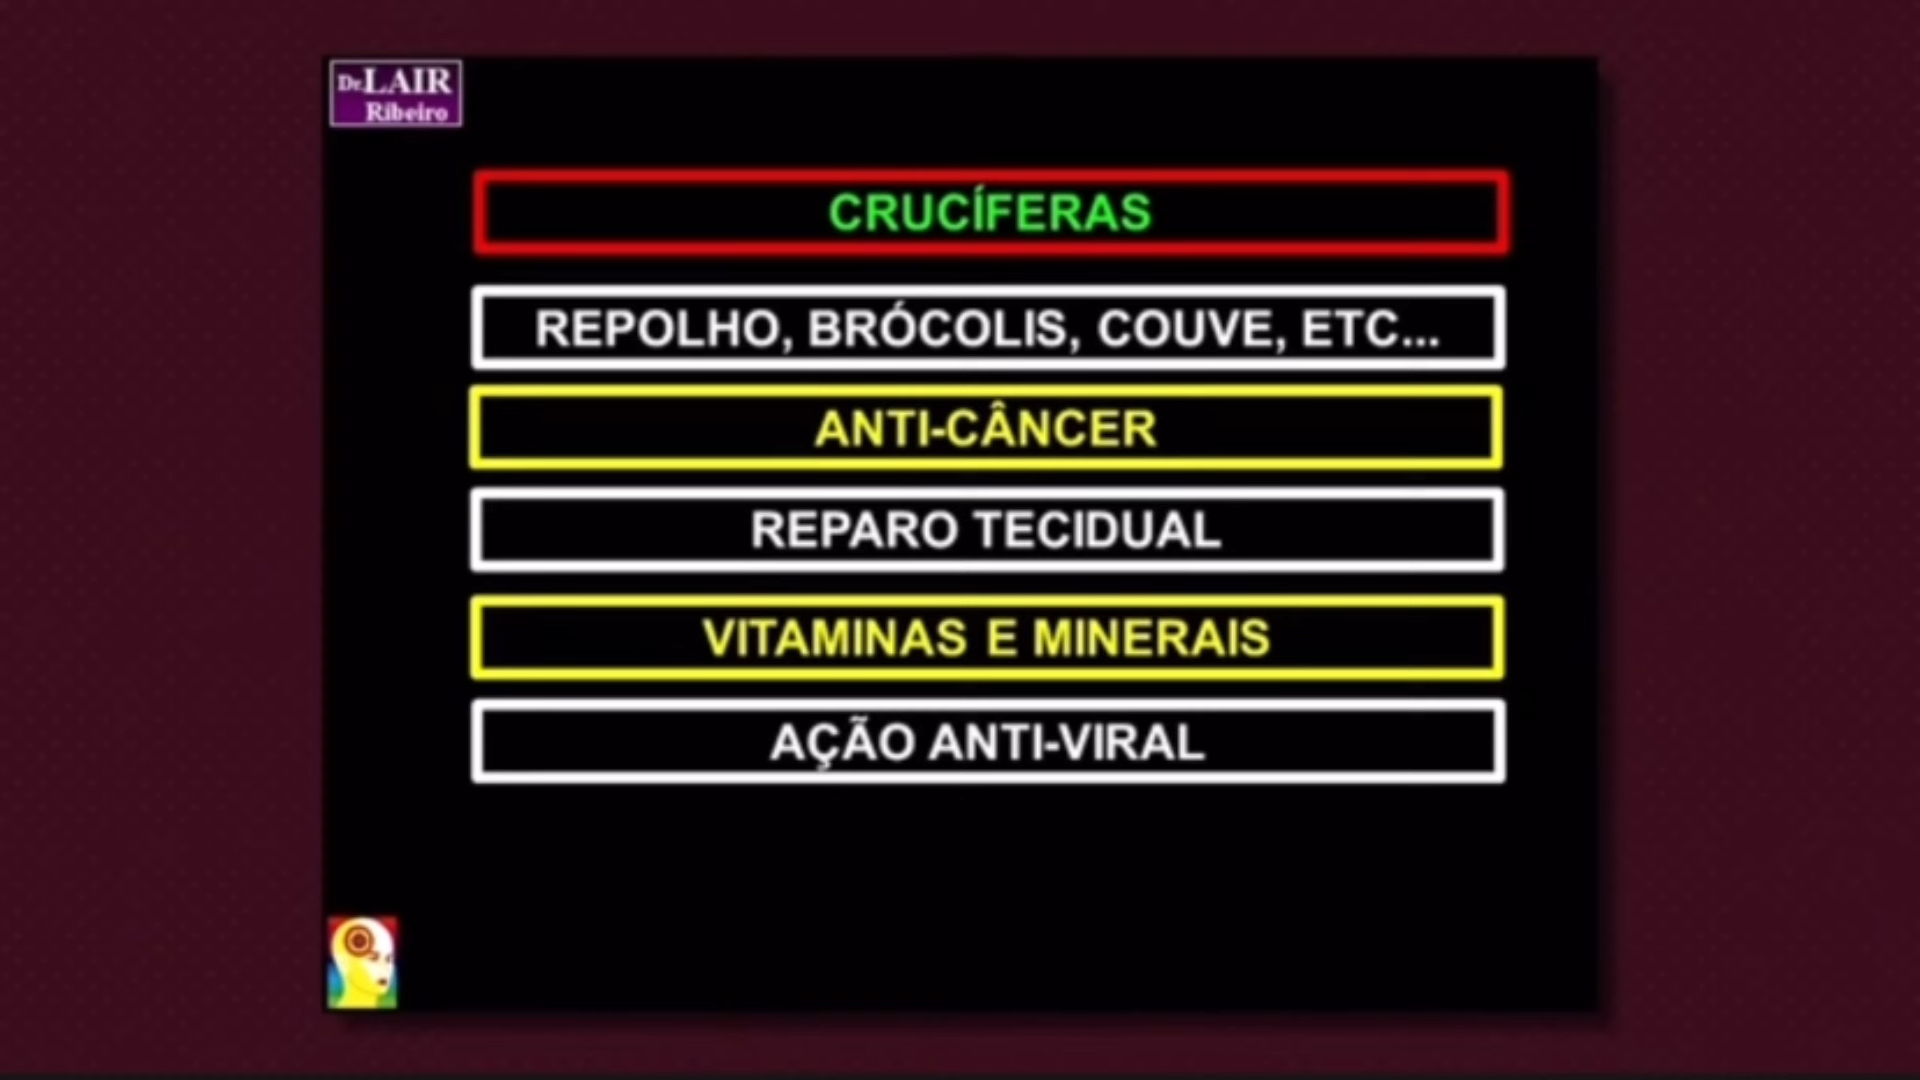 Dr. LAIR
Ribeiro
CRUCÍFERAS
REPOLHO, BRÓCOLIS, COUVE, ETC...
ANTI-CÂNCER
REPARO TECIDUAL
VITAMINAS E MINERAIS
AÇÃO ANTI-VIRAL